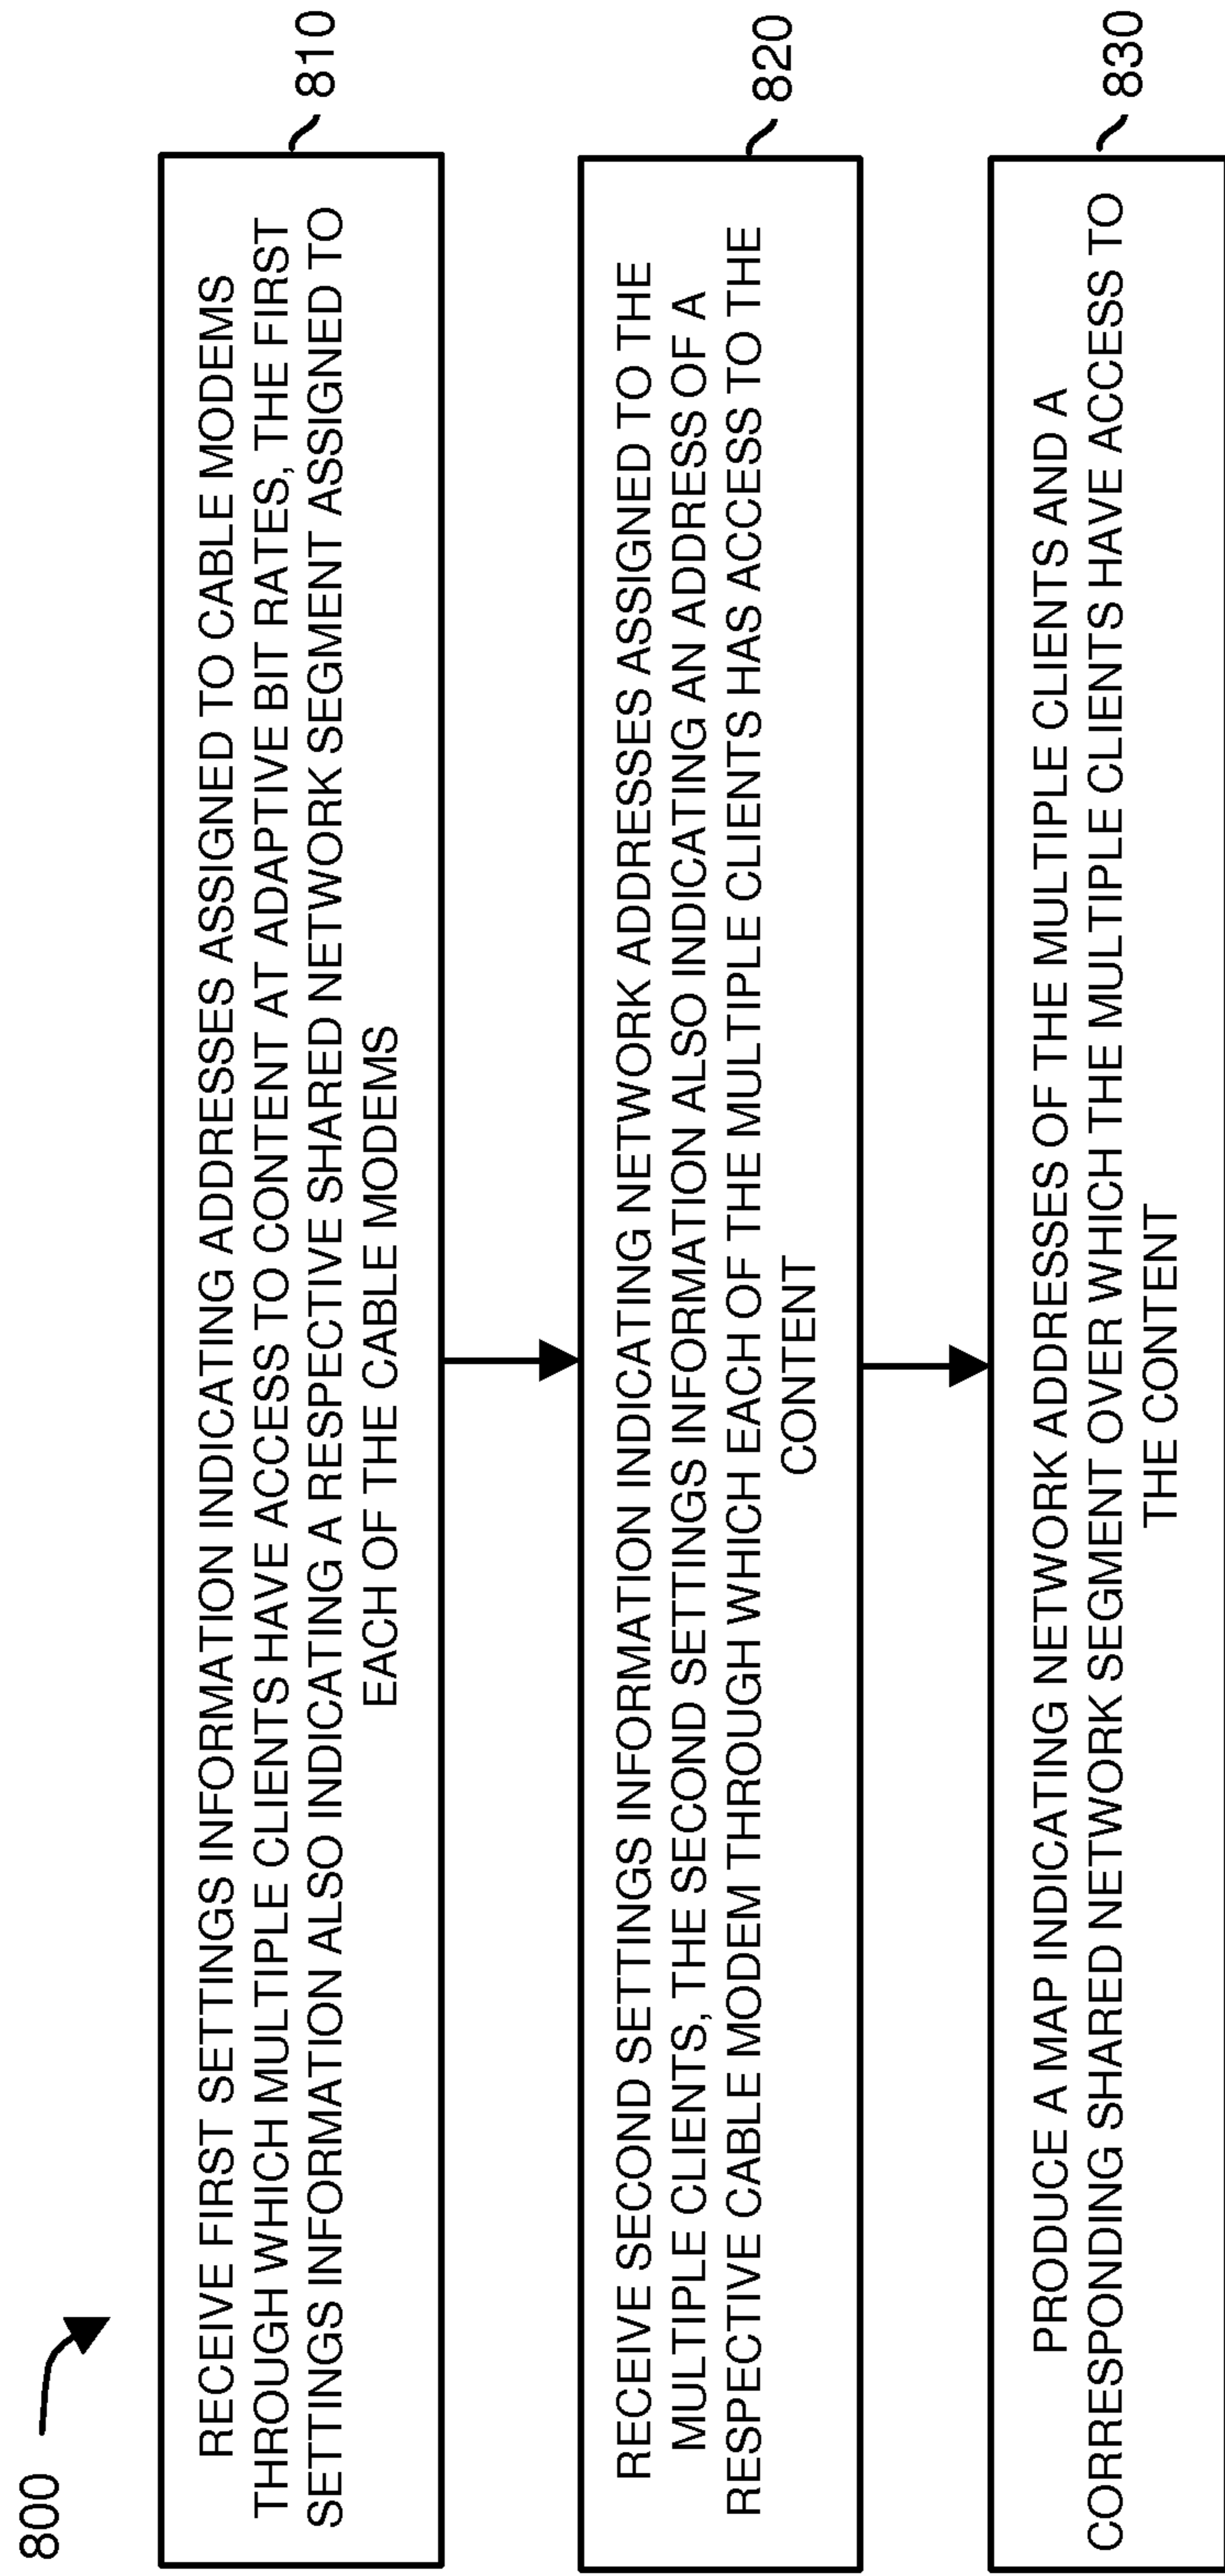 800
RECEIVE FIRST SETTINGS INFORMATION INDICATING ADDRESSES ASSIGNED TO CABLE MODEMS
THROUGH WHICH MULTIPLE CLIENTS HAVE ACCESS TO CONTENT AT ADAPTIVE BIT RATES, THE FIRST
SETTINGS INFORMATION ALSO INDICATING A RESPECTIVE SHARED NETWORK SEGMENT ASSIGNED TO
EACH OF THE CABLE MODEMS
810
RECEIVE SECOND SETTINGS INFORMATION INDICATING NETWORK ADDRESSES ASSIGNED TO THE
MULTIPLE CLIENTS, THE SECOND SETTINGS INFORMATION ALSO INDICATING AN ADDRESS OF A
RESPECTIVE CABLE MODEM THROUGH WHICH EACH OF THE MULTIPLE CLIENTS HAS ACCESS TO THE
CONTENT
820
PRODUCE A MAP INDICATING NETWORK ADDRESSES OF THE MULTIPLE CLIENTS AND A
CORRESPONDING SHARED NETWORK SEGMENT OVER WHICH THE MULTIPLE CLIENTS HAVE ACCESS TO
THE CONTENT
830